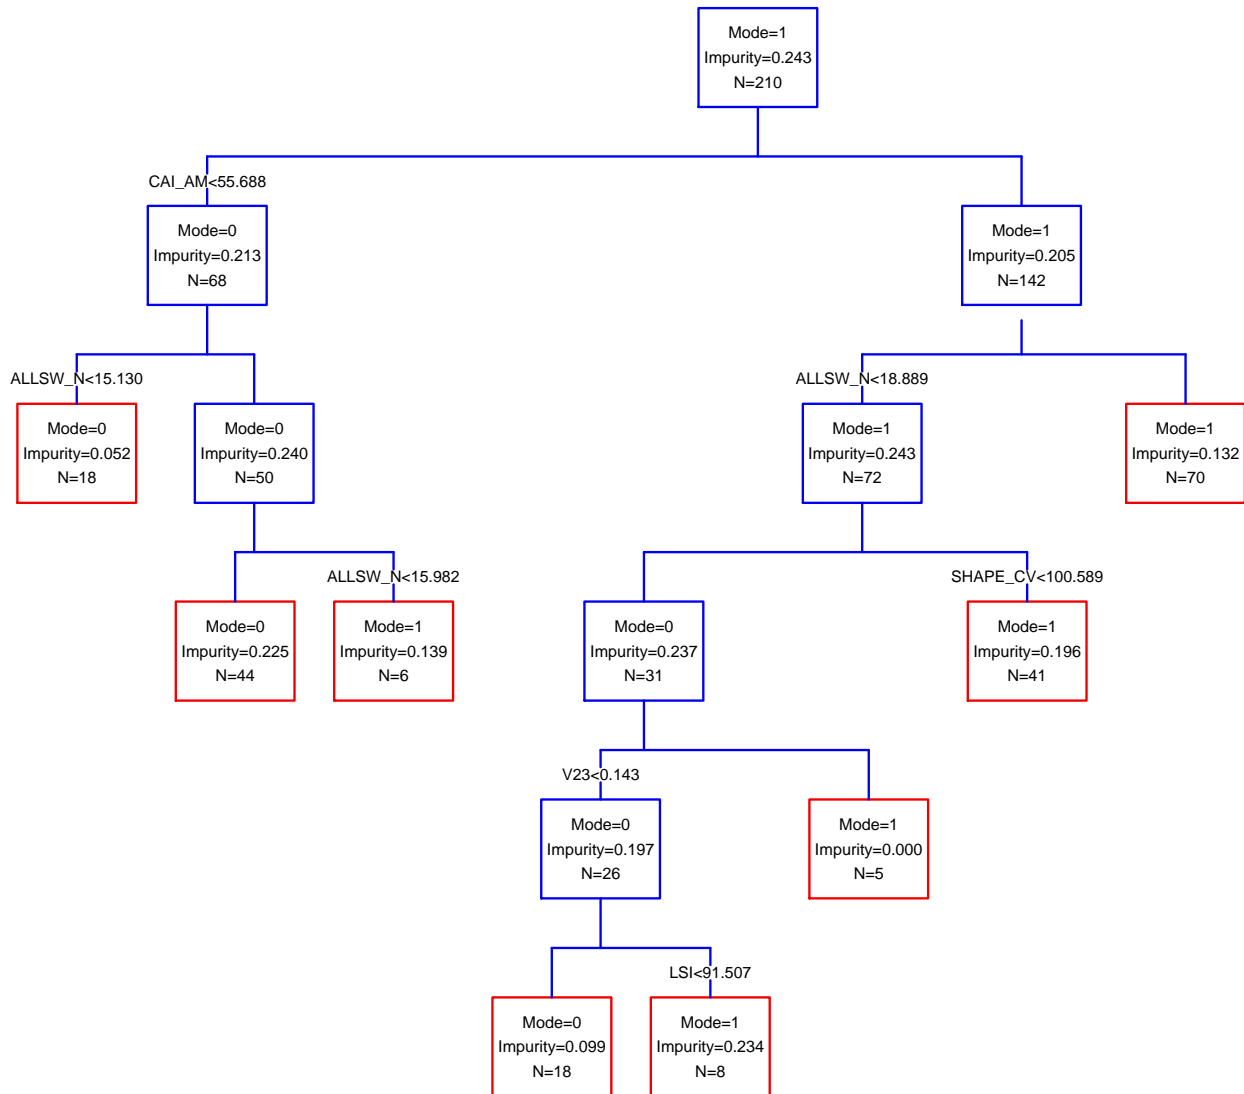 Mode=1
Impurity=0.243
N=210
CAI_AM<55.688
Mode=0
Impurity=0.213
N=68
Mode=1
Impurity=0.205
N=142
ALLSW_N<15.130
ALLSW_N<18.889
Mode=0
Impurity=0.052
N=18
Mode=0
Impurity=0.240
N=50
Mode=1
Impurity=0.243
N=72
Mode=1
Impurity=0.132
N=70
ALLSW_N<15.982
SHAPE_CV<100.589
Mode=0
Impurity=0.225
N=44
Mode=1
Impurity=0.139
N=6
Mode=0
Impurity=0.237
N=31
Mode=1
Impurity=0.196
N=41
V23<0.143
Mode=0
Impurity=0.197
N=26
Mode=1
Impurity=0.000
N=5
LSI<91.507
Mode=0
Impurity=0.099
N=18
Mode=1
Impurity=0.234
N=8